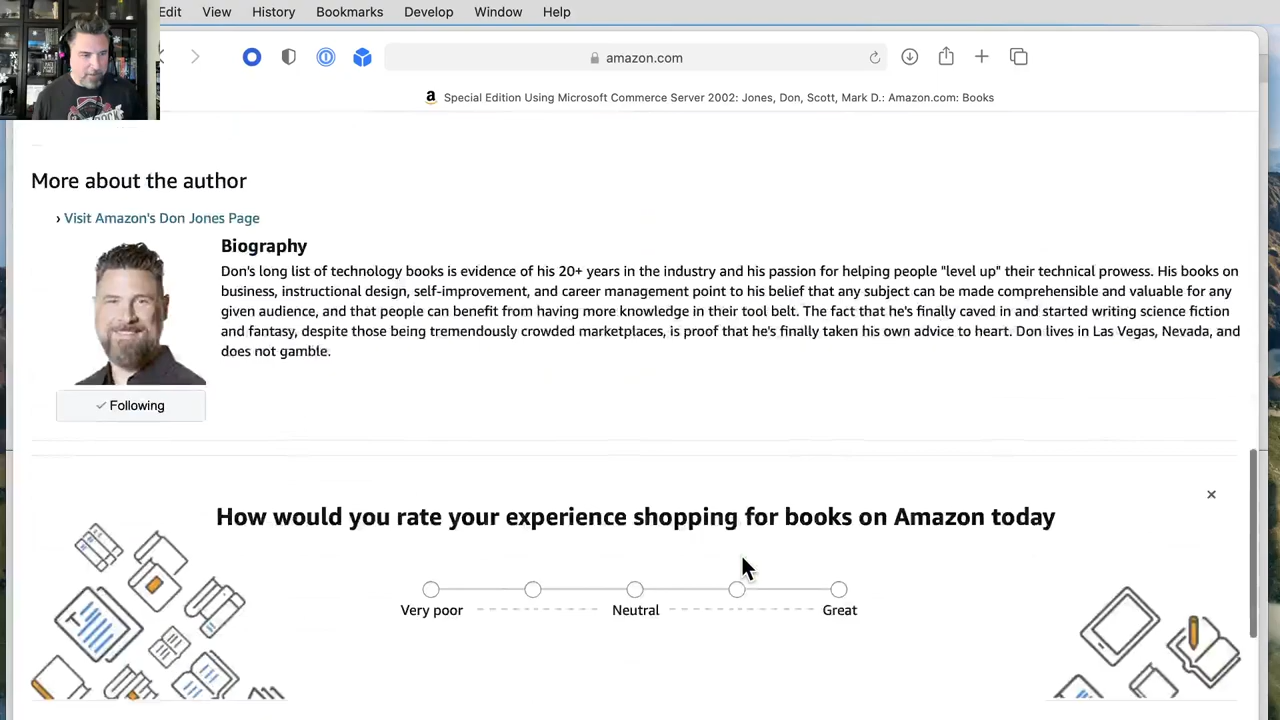 Edit View History Bookmarks Develop Window Help
amazon.com
Special Edition Using Microsoft Commerce Server 2002: Jones, Don, Scott, Mark D.: Amazon.com: Books
More about the author
› Visit Amazon's Don Jones Page
Biography
Don's long list of technology books is evidence of his 20+ years in the industry and his passion for helping people "level up" their technical prowess. His books on
business, instructional design, self-improvement, and career management point to his belief that any subject can be made comprehensible and valuable for any
given audience, and that people can benefit from having more knowledge in their tool belt. The fact that he's finally caved in and started writing science fiction
and fantasy, despite those being tremendously crowded marketplaces, is proof that he's finally taken his own advice to heart. Don lives in Las Vegas, Nevada, and
does not gamble.
Following
How would you rate your experience shopping for books on Amazon today
Very poor Neutral Great